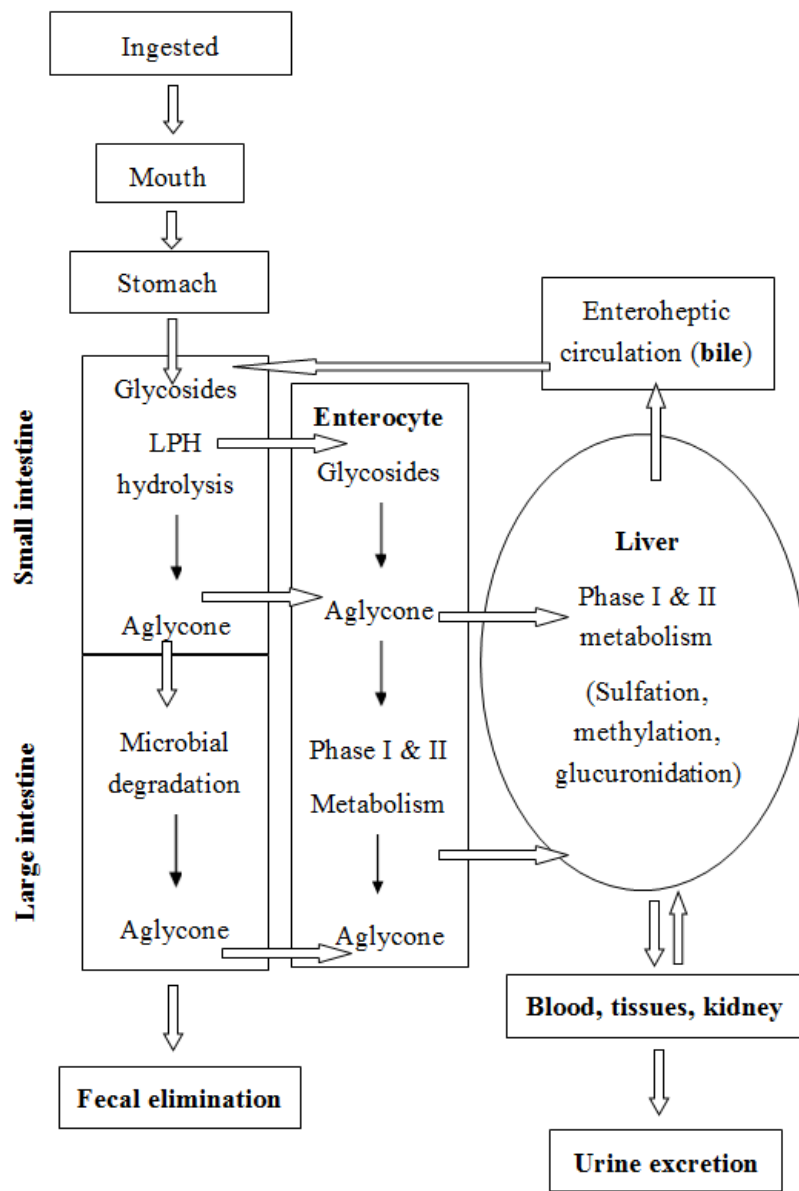 Ingested
Mouth
Stomach
Small intestine
Glycosides
LPH
hydrolysis
Aglycone
Large intestine
Microbial
degradation
Aglycone
Fecal elimination
Enterocyte
Glycosides
Aglycone
Phase I & II
Metabolism
Aglycone
Enteroheptic
circulation (bile)
Liver
Phase I & II
metabolism
(Sulfation,
methylation,
glucuronidation)
Blood, tissues, kidney
Urine excretion